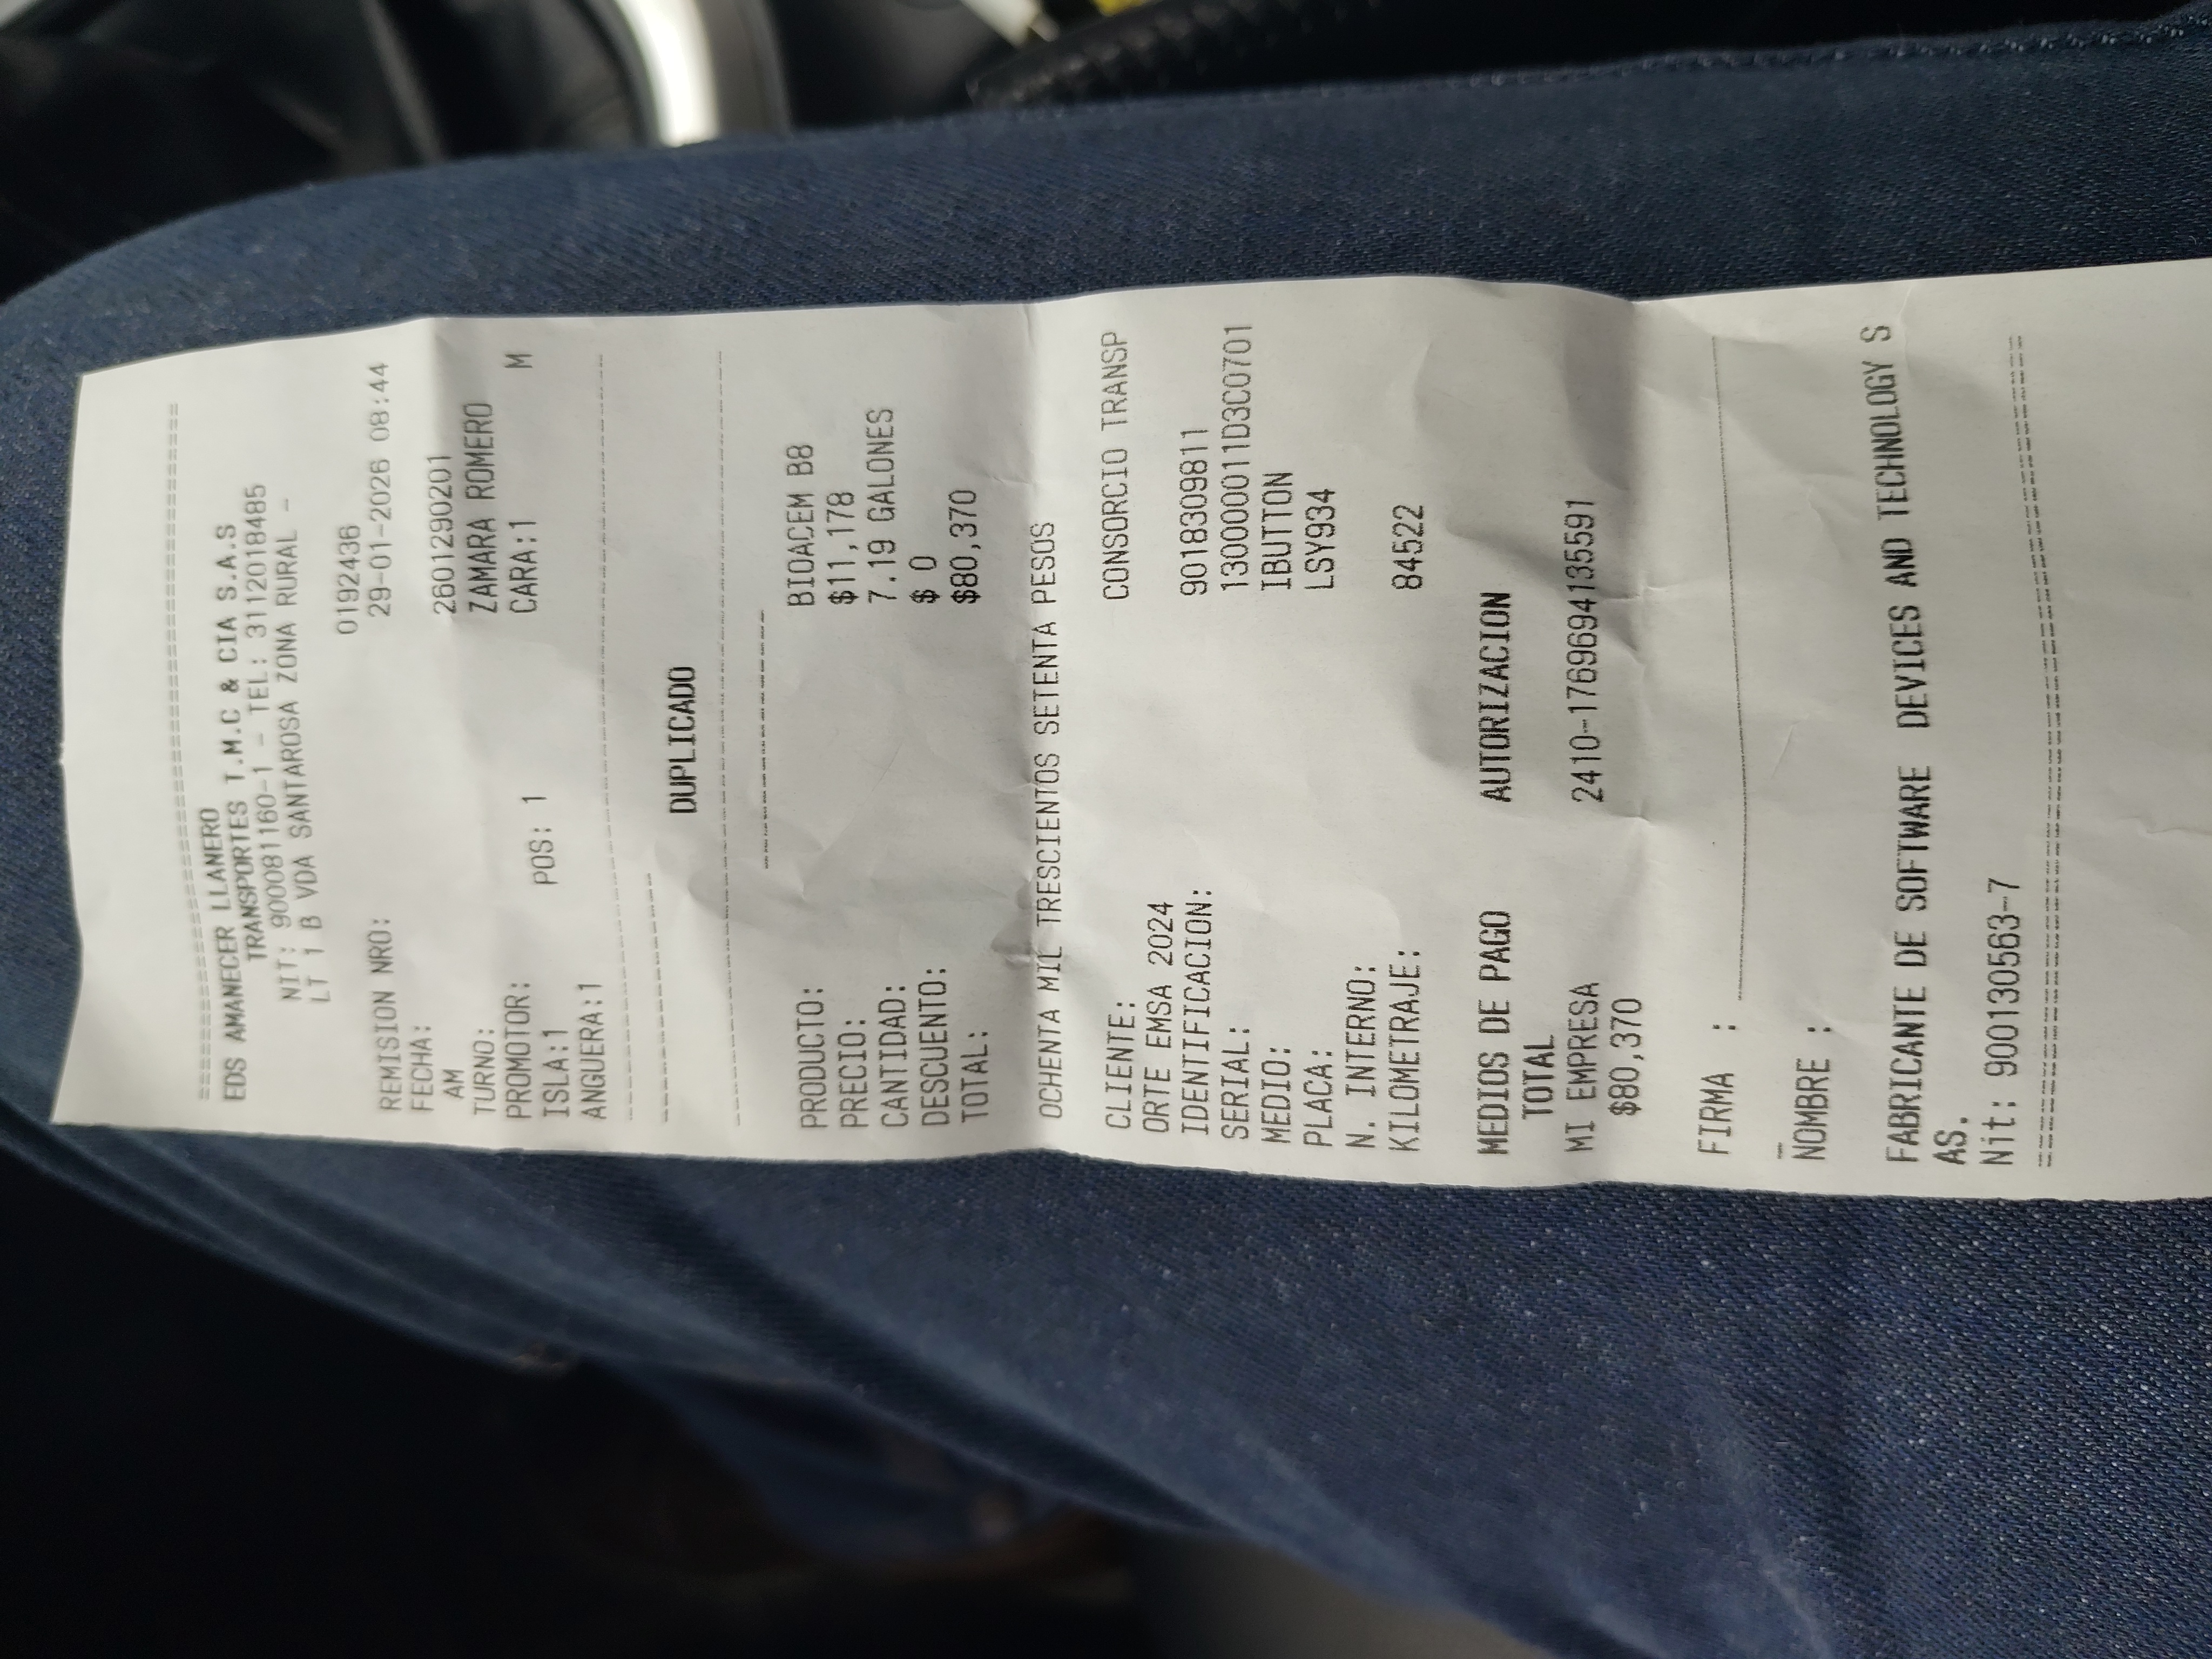 ================================================
EDS AMANECER LLANERO
TRANSPORTES T.M.C & CIA S.A.S
NIT: 9000081160-1 - TEL: 3112018485
LT 1 B VDA SANTAROSA ZONA RURAL -
REMISION NRO: 0192436
FECHA: 29-01-2026 08:44
AM
TURNO: 2601290201
PROMOTOR: ZAMARA ROMERO
ISLA:1 POS: 1 CARA:1 M
ANGUERA:1
DUPLICADO
PRODUCTO: BIOACEM B8
PRECIO: $11,178
CANTIDAD: 7.19 GALONES
DESCUENTO: $ 0
TOTAL: $80,370
OCHENTA MIL TRESCIENTOS SETENTA PESOS
CLIENTE: CONSORCIO TRANSP
ORTE EMSA 2024
IDENTIFICACION: 9018309811
SERIAL: 130000011D3C0701
MEDIO: IBUTTON
PLACA: LSY934
N. INTERNO:
KILOMETRAJE: 84522
MEDIOS DE PAGO AUTORIZACION
TOTAL
MI EMPRESA 2410-1769694135591
$80,370
FIRMA :
NOMBRE :
FABRICANTE DE SOFTWARE DEVICES AND TECHNOLOGY S
AS.
Nit: 900130563-7